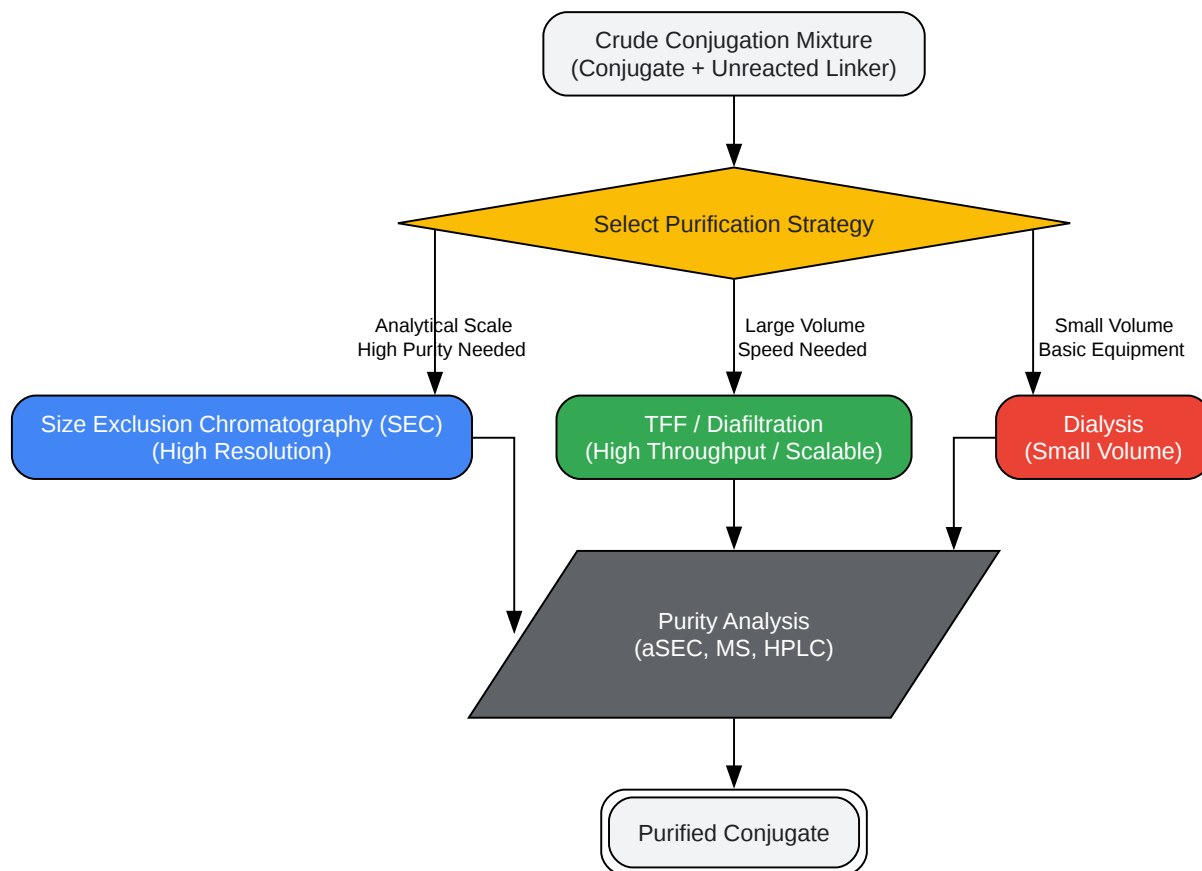 Crude Conjugation Mixture
(Conjugate + Unreacted Linker)
Select Purification Strategy
Analytical Scale
High Purity Needed
Large Volume
Speed Needed
Small Volume
Basic Equipment
Size Exclusion Chromatography (SEC)
(High Resolution)
TFF / Diafiltration
(High Throughput / Scalable)
Dialysis
(Small Volume)
Purity Analysis
(aSEC, MS, HPLC)
Purified Conjugate